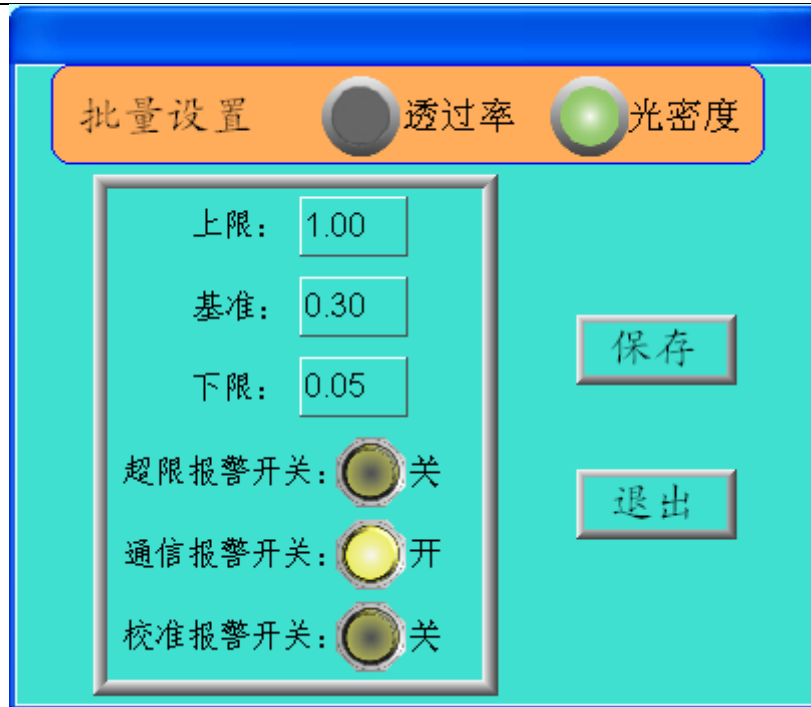 批量设置 透过率 光密度
上限： 1.00
基准： 0.30
下限： 0.05
超限报警开关： 关
通信报警开关： 开
校准报警开关： 关
保存
退出